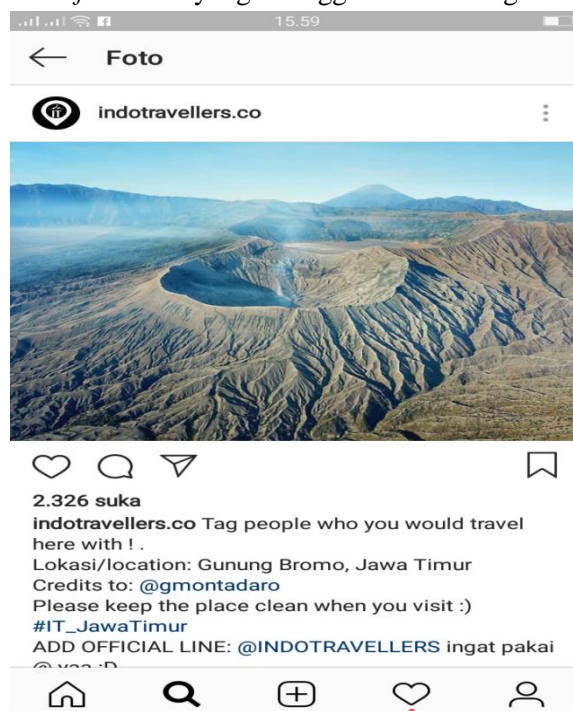 15.59
Foto
indotravellers.co
2.326 suka
indotravellers.co Tag people who you would travel
here with ! .
Lokasi/location: Gunung Bromo, Jawa Timur
Credits to: @gmontadaro
Please keep the place clean when you visit :)
#IT_JawaTimur
ADD OFFICIAL LINE: @INDOTRAVELLERS ingat pakai
@ yaa :D